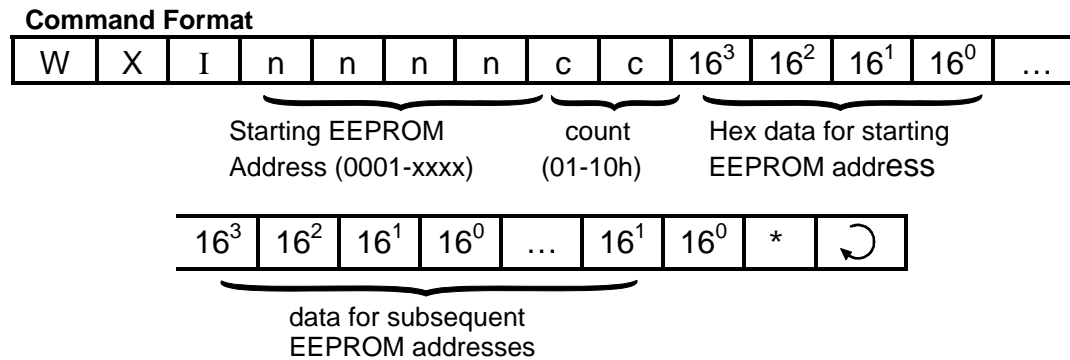 Command Format
W X I n n n n c c 16³ 16² 16¹ 16⁰ …
Starting EEPROM count Hex data for starting
Address (0001-xxxx) (01-10h) EEPROM address
16³ 16² 16¹ 16⁰ … 16¹ 16⁰ *
data for subsequent
EEPROM addresses